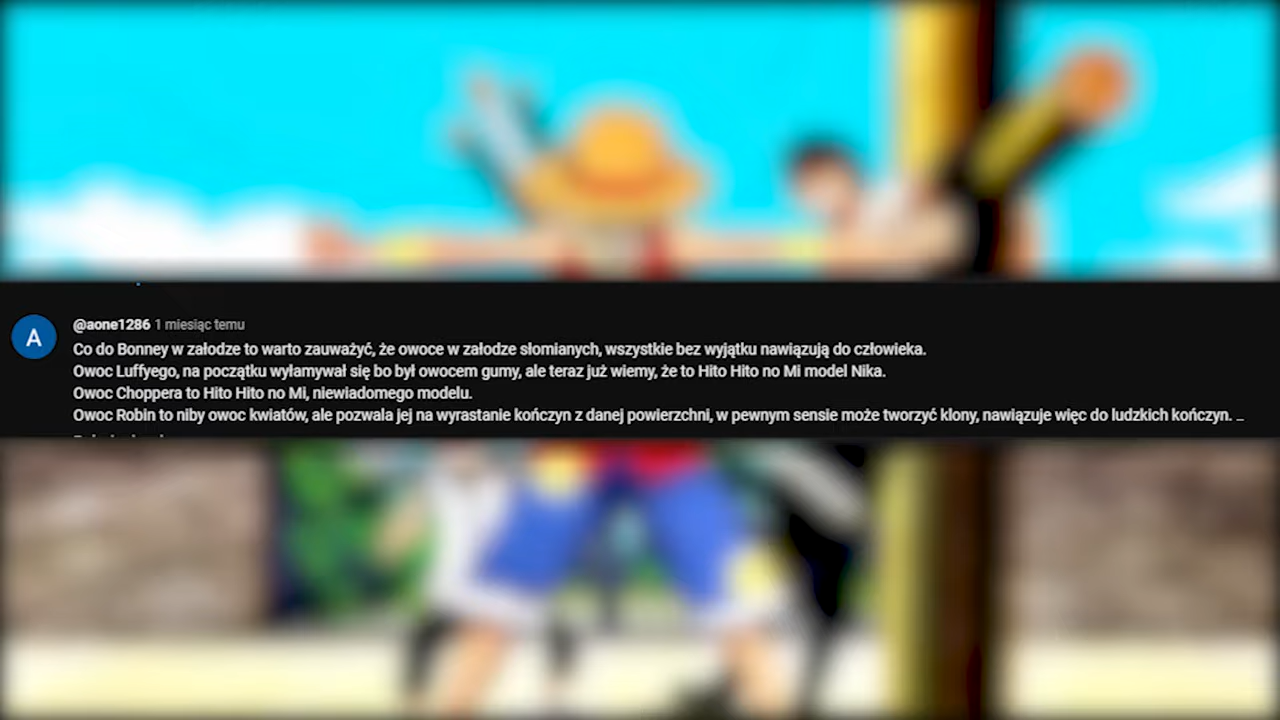 A
@aone1286 1 miesiąc temu
Co do Bonney w załodze to warto zauważyć, że owoce w załodze słomianych, wszystkie bez wyjątku nawiązują do człowieka.
Owoc Luffyego, na początku wyłamywał się bo był owocem gumy, ale teraz już wiemy, że to Hito Hito no Mi model Nika.
Owoc Choppera to Hito Hito no Mi, niewiadomego modelu.
Owoc Robin to niby owoc kwiatów, ale pozwala jej na wyrastanie kończyn z danej powierzchni, w pewnym sensie może tworzyć klony, nawiązuje więc do ludzkich kończyn. _